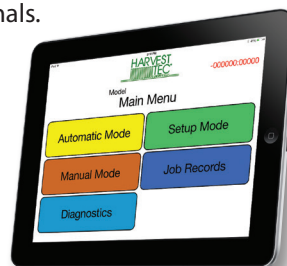 nals.
HARVEST
TEC
-000000:00000
Model
Main Menu
Automatic Mode
Setup Mode
Manual Mode
Job Records
Diagnostics